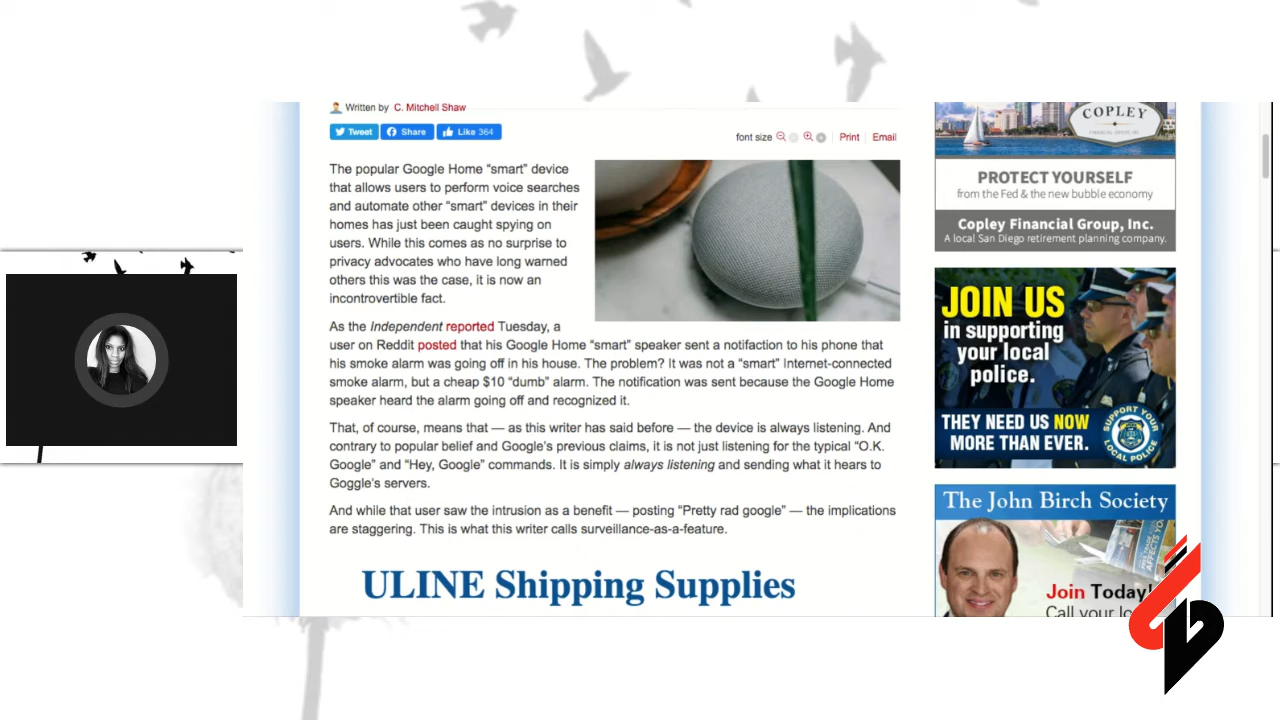 Written by C. Mitchell Shaw
Tweet Share Like 364
font size Print Email
The popular Google Home “smart” device
that allows users to perform voice searches
and automate other “smart” devices in their
homes has just been caught spying on
users. While this comes as no surprise to
privacy advocates who have long warned
others this was the case, it is now an
incontrovertible fact.
As the Independent reported Tuesday, a
user on Reddit posted that his Google Home “smart” speaker sent a notifaction to his phone that
his smoke alarm was going off in his house. The problem? It was not a “smart” Internet-connected
smoke alarm, but a cheap $10 “dumb” alarm. The notification was sent because the Google Home
speaker heard the alarm going off and recognized it.
That, of course, means that — as this writer has said before — the device is always listening. And
contrary to popular belief and Google's previous claims, it is not just listening for the typical “O.K.
Google” and “Hey, Google” commands. It is simply always listening and sending what it hears to
Goggle's servers.
And while that user saw the intrusion as a benefit — posting “Pretty rad google” — the implications
are staggering. This is what this writer calls surveillance-as-a-feature.
ULINE Shipping Supplies
COPLEY
PROTECT YOURSELF
from the Fed & the new bubble economy
Copley Financial Group, Inc.
A local San Diego retirement planning company.
JOIN US
in supporting
your local
police.
THEY NEED US NOW
MORE THAN EVER.
SUPPORT YOUR
LOCAL POLICE
The John Birch Society
Join Today!
Call your